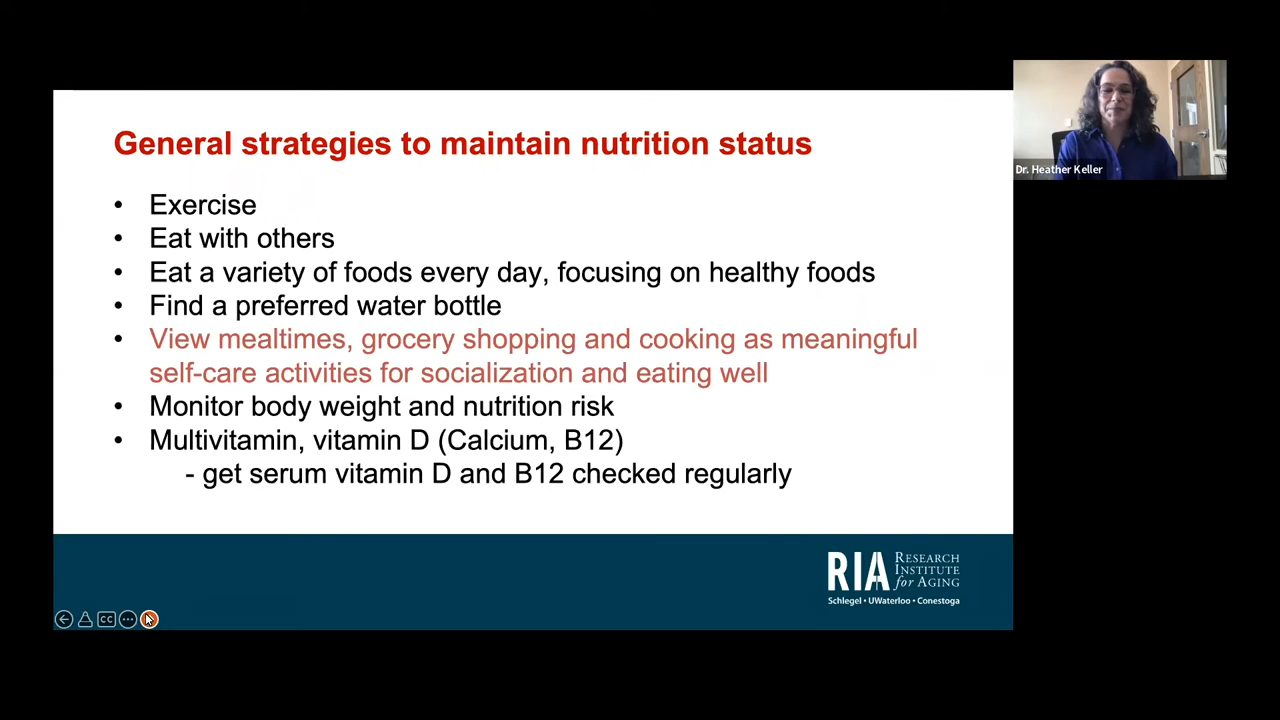 General strategies to maintain nutrition status
• Exercise
• Eat with others
• Eat a variety of foods every day, focusing on healthy foods
• Find a preferred water bottle
• View mealtimes, grocery shopping and cooking as meaningful
self-care activities for socialization and eating well
• Monitor body weight and nutrition risk
• Multivitamin, vitamin D (Calcium, B12)
- get serum vitamin D and B12 checked regularly
Dr. Heather Keller
RIA
RESEARCH
INSTITUTE
for AGING
Schlegel • UWaterloo • Conestoga
CC